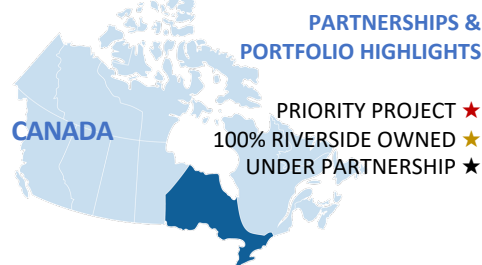 PARTNERSHIPS &
PORTFOLIO HIGHLIGHTS
PRIORITY PROJECT ★
CANADA
100% RIVERSIDE OWNED ★
UNDER PARTNERSHIP ★